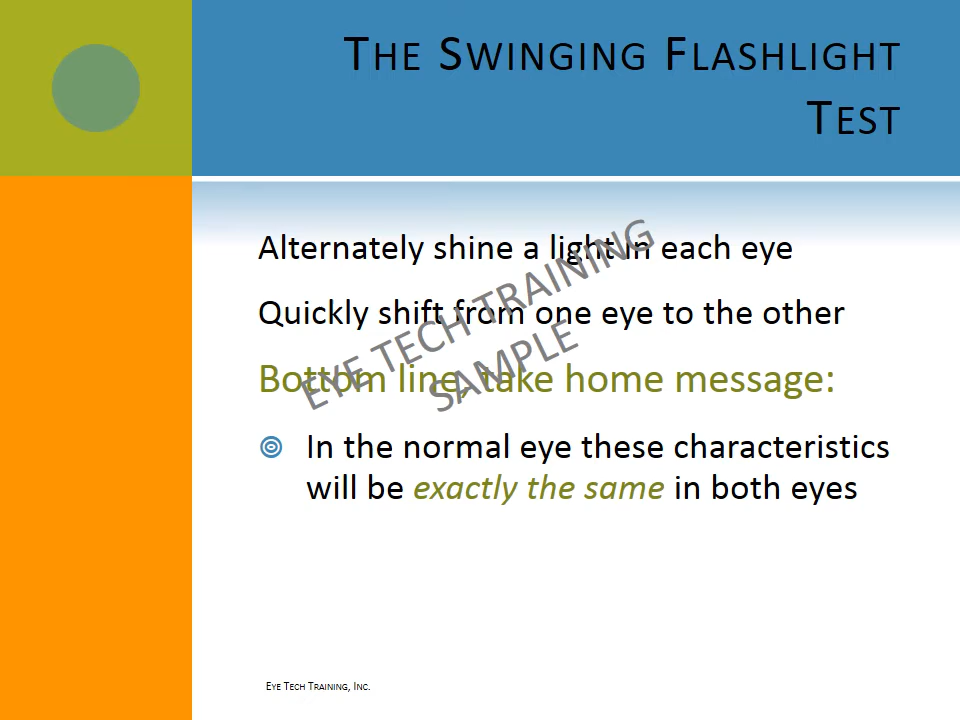 The Swinging Flashlight
Test
Alternately shine a light in each eye
Quickly shift from one eye to the other
Bottom line, take home message:
In the normal eye these characteristics
will be exactly the same in both eyes
EYE TECH TRAINING
SAMPLE
Eye Tech Training, Inc.